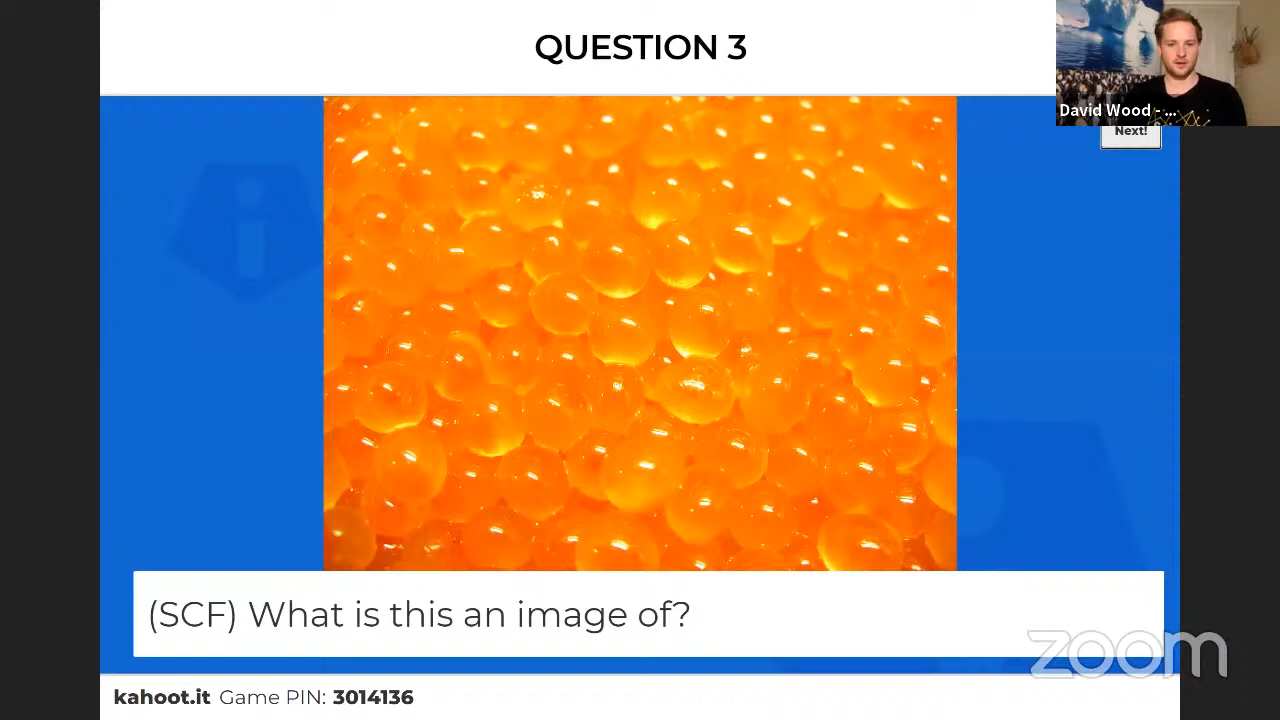 QUESTION 3
David Wood - ...
Next!
(SCF) What is this an image of?
zoom
kahoot.it Game PIN: 3014136